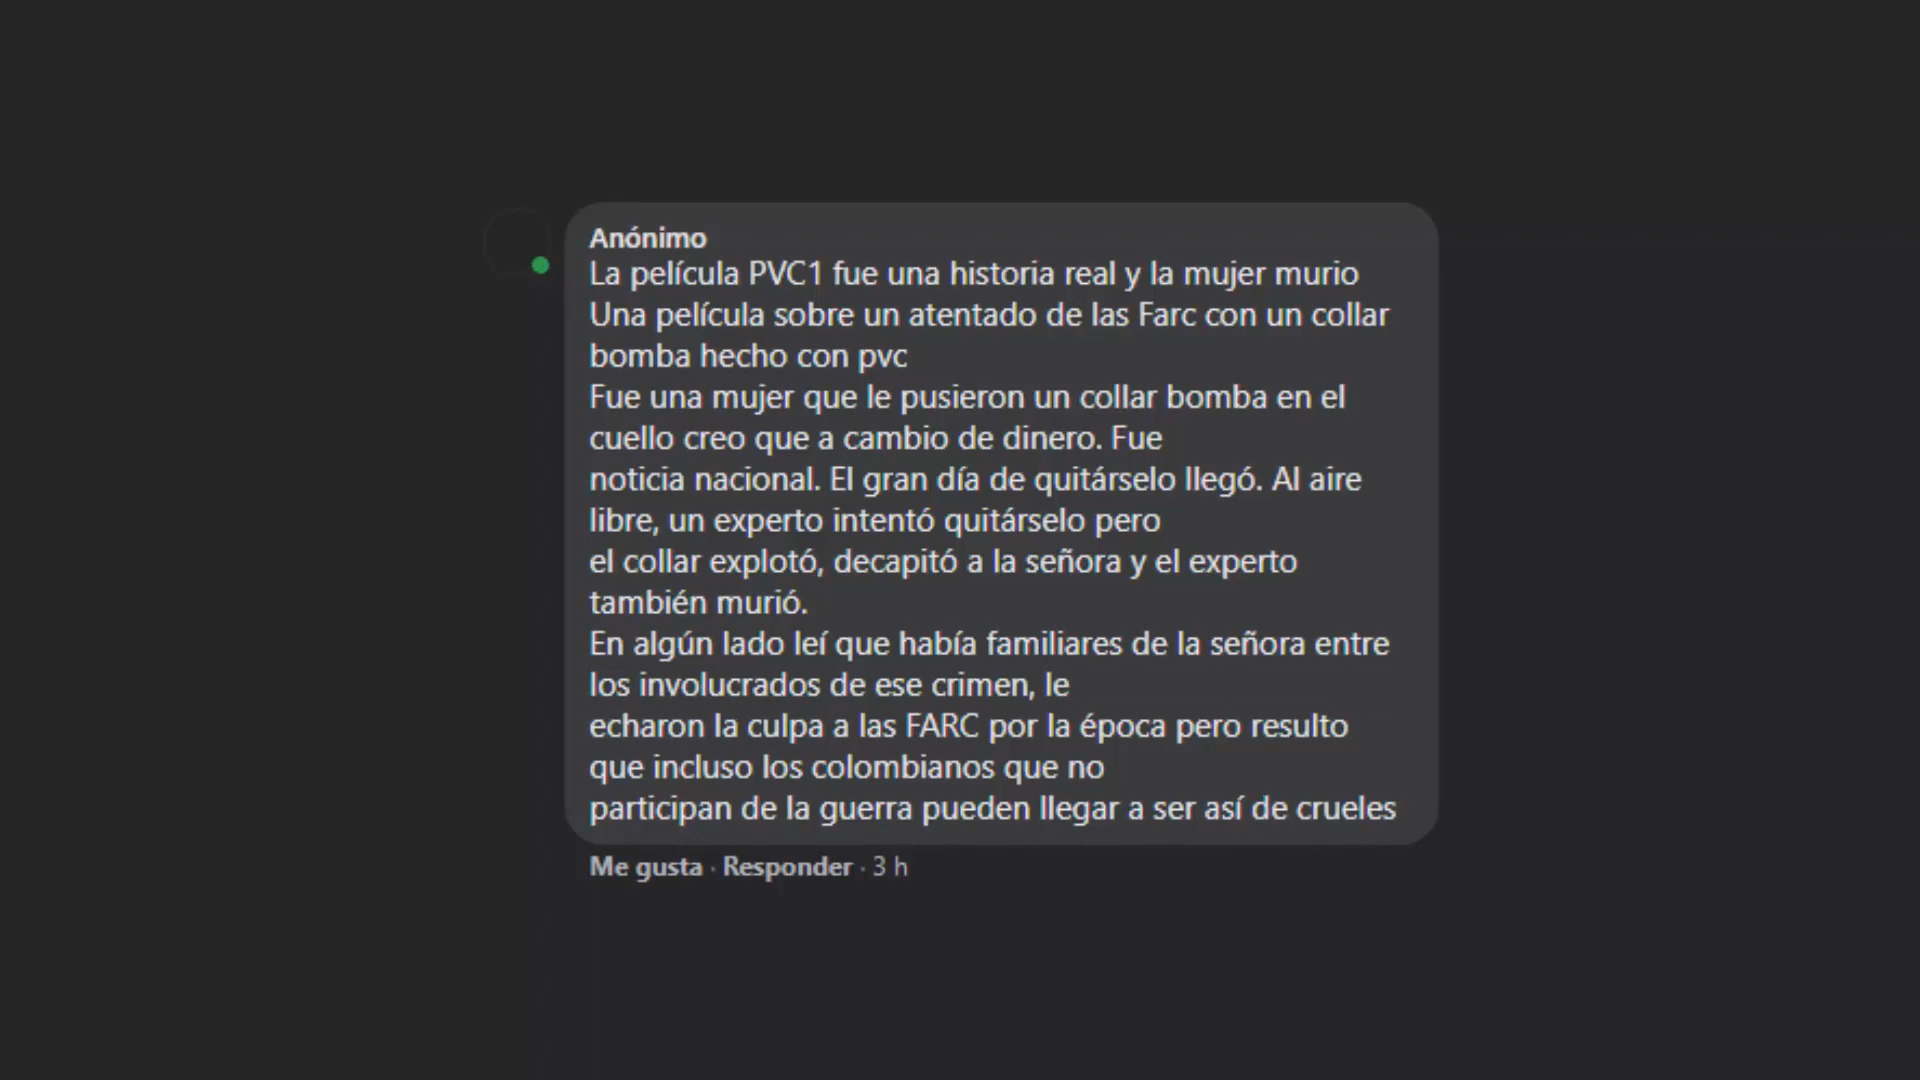 Anónimo
La película PVC1 fue una historia real y la mujer murio
Una película sobre un atentado de las Farc con un collar
bomba hecho con pvc
Fue una mujer que le pusieron un collar bomba en el
cuello creo que a cambio de dinero. Fue
noticia nacional. El gran día de quitárselo llegó. Al aire
libre, un experto intentó quitárselo pero
el collar explotó, decapitó a la señora y el experto
también murió.
En algún lado leí que había familiares de la señora entre
los involucrados de ese crimen, le
echaron la culpa a las FARC por la época pero resulto
que incluso los colombianos que no
participan de la guerra pueden llegar a ser así de crueles
Me gusta · Responder · 3 h